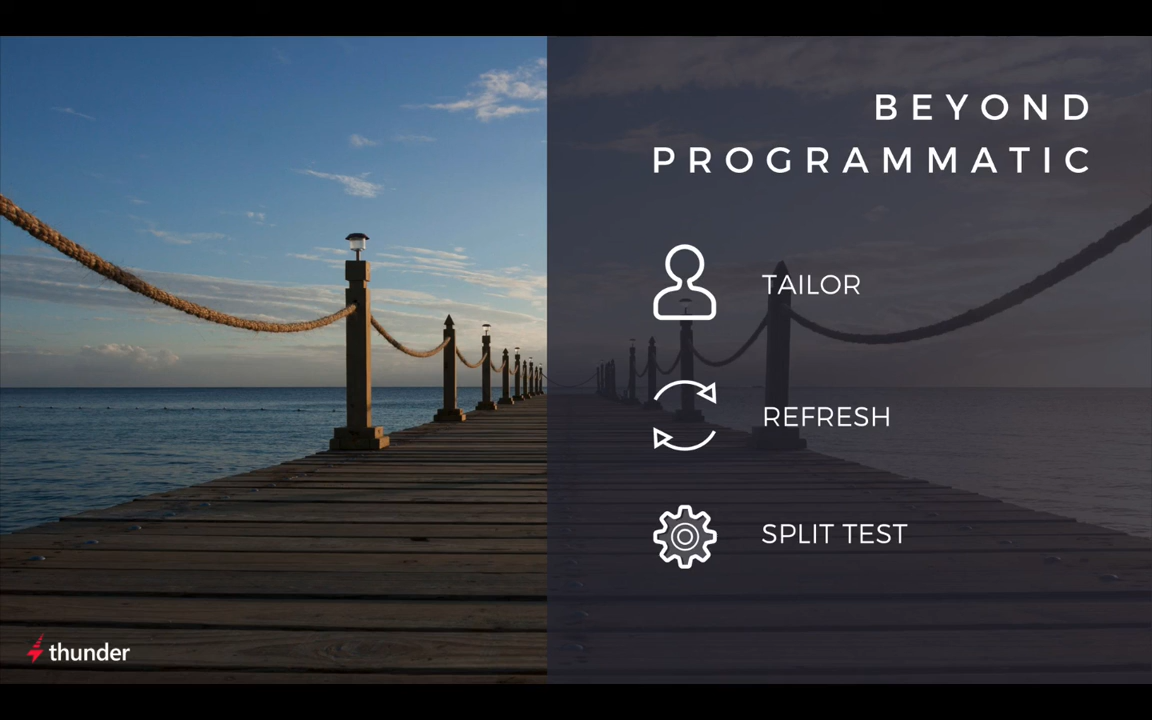 BEYOND
PROGRAMMATIC
TAILOR
REFRESH
SPLIT TEST
thunder